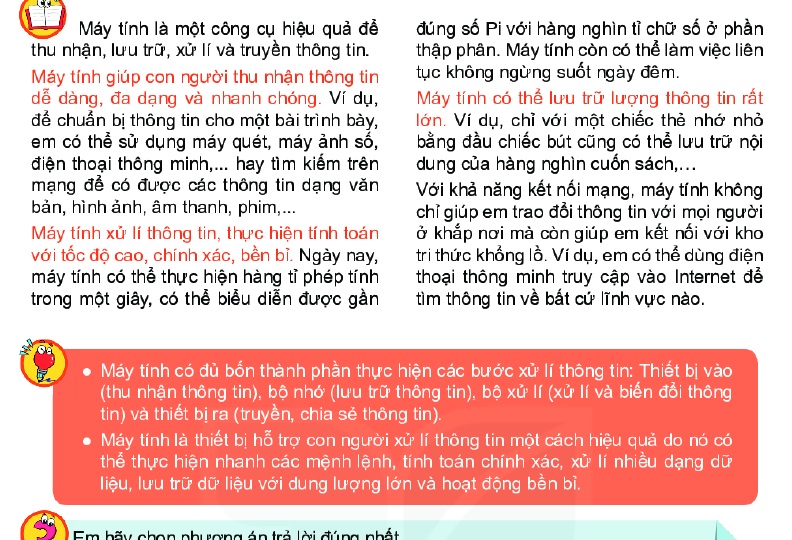 Máy tính là một công cụ hiệu quả để
thu nhận, lưu trữ, xử lí và truyền thông tin.
Máy tính giúp con người thu nhận thông tin
dễ dàng, đa dạng và nhanh chóng. Ví dụ,
để chuẩn bị thông tin cho một bài trình bày,
em có thể sử dụng máy quét, máy ảnh số,
điện thoại thông minh,... hay tìm kiếm trên
mạng để có được các thông tin dạng văn
bản, hình ảnh, âm thanh, phim,...
Máy tính xử lí thông tin, thực hiện tính toán
với tốc độ cao, chính xác, bền bỉ. Ngày nay,
máy tính có thể thực hiện hàng tỉ phép tính
trong một giây, có thể biểu diễn được gần
đúng số Pi với hàng nghìn tỉ chữ số ở phần
thập phân. Máy tính còn có thể làm việc liên
tục không ngừng suốt ngày đêm.
Máy tính có thể lưu trữ lượng thông tin rất
lớn. Ví dụ, chỉ với một chiếc thẻ nhớ nhỏ
bằng đầu chiếc bút cũng có thể lưu trữ nội
dung của hàng nghìn cuốn sách,...
Với khả năng kết nối mạng, máy tính không
chỉ giúp em trao đổi thông tin với mọi người
ở khắp nơi mà còn giúp em kết nối với kho
tri thức khổng lồ. Ví dụ, em có thể dùng điện
thoại thông minh truy cập vào Internet để
tìm thông tin về bất cứ lĩnh vực nào.
● Máy tính có đủ bốn thành phần thực hiện các bước xử lí thông tin: Thiết bị vào
(thu nhận thông tin), bộ nhớ (lưu trữ thông tin), bộ xử lí (xử lí và biến đổi thông
tin) và thiết bị ra (truyền, chia sẻ thông tin).
● Máy tính là thiết bị hỗ trợ con người xử lí thông tin một cách hiệu quả do nó có
thể thực hiện nhanh các mệnh lệnh, tính toán chính xác, xử lí nhiều dạng dữ
liệu, lưu trữ dữ liệu với dung lượng lớn và hoạt động bền bỉ.
Em hãy chọn phương án trả lời đúng nhất.